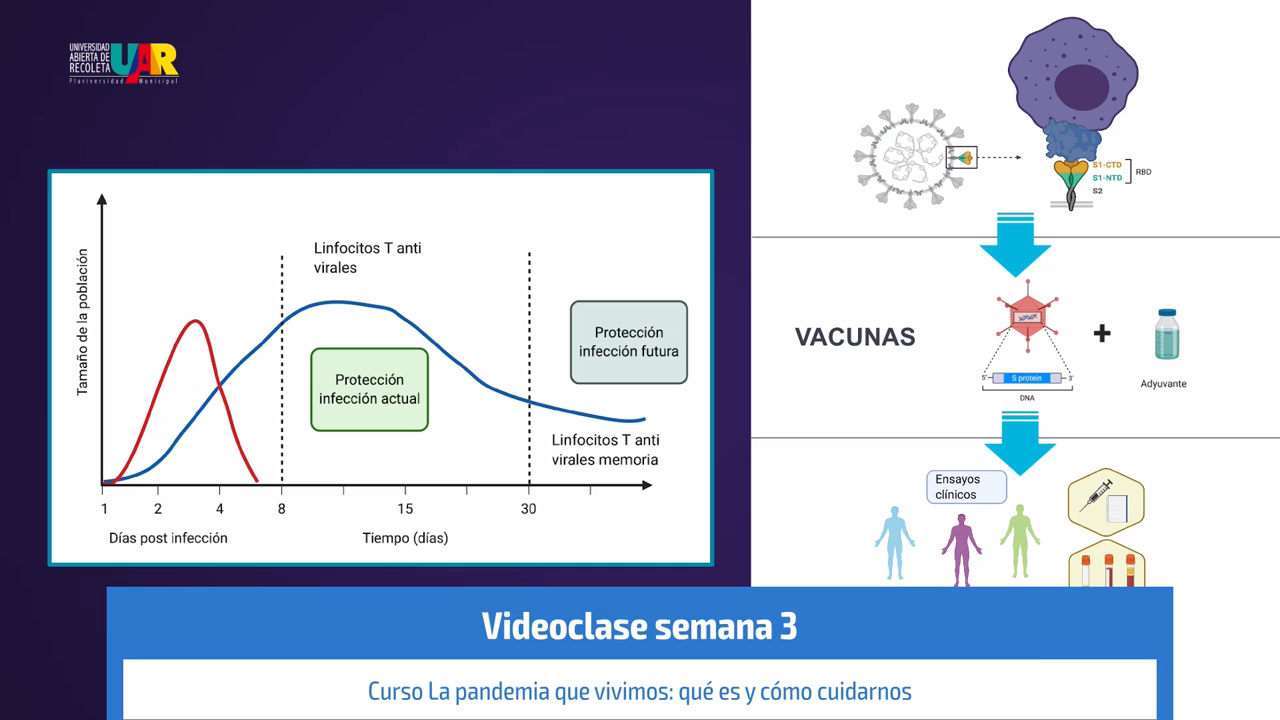 UNIVERSIDAD
ABIERTA DE
RECOLETA
UAR
Pluriversidad Municipal
Tamaño de la población
Linfocitos T anti
virales
Protección
infección actual
Protección
infección futura
Linfocitos T anti
virales memoria
1 2 4 8 15 30
Días post infección
Tiempo (días)
S1-CTD
S1-NTD
S2
RBD
VACUNAS
+
5'
S protein
3'
DNA
Adyuvante
Ensayos
clínicos
Videoclase semana 3
Curso La pandemia que vivimos: qué es y cómo cuidarnos